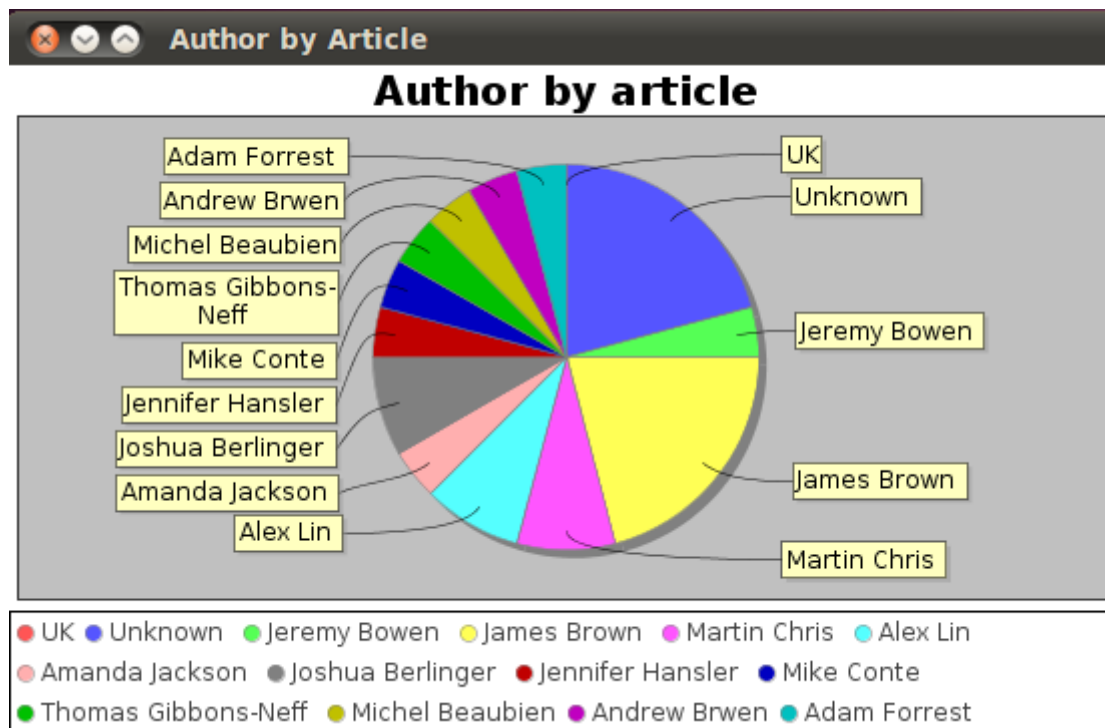 Author by Article
Author by article
Adam Forrest
UK
Andrew Brwen
Unknown
Michel Beaubien
Thomas Gibbons-
Neff
Jeremy Bowen
Mike Conte
Jennifer Hansler
Joshua Berlinger
James Brown
Amanda Jackson
Alex Lin
Martin Chris
UK Unknown Jeremy Bowen James Brown Martin Chris Alex Lin
Amanda Jackson Joshua Berlinger Jennifer Hansler Mike Conte
Thomas Gibbons-Neff Michel Beaubien Andrew Brwen Adam Forrest